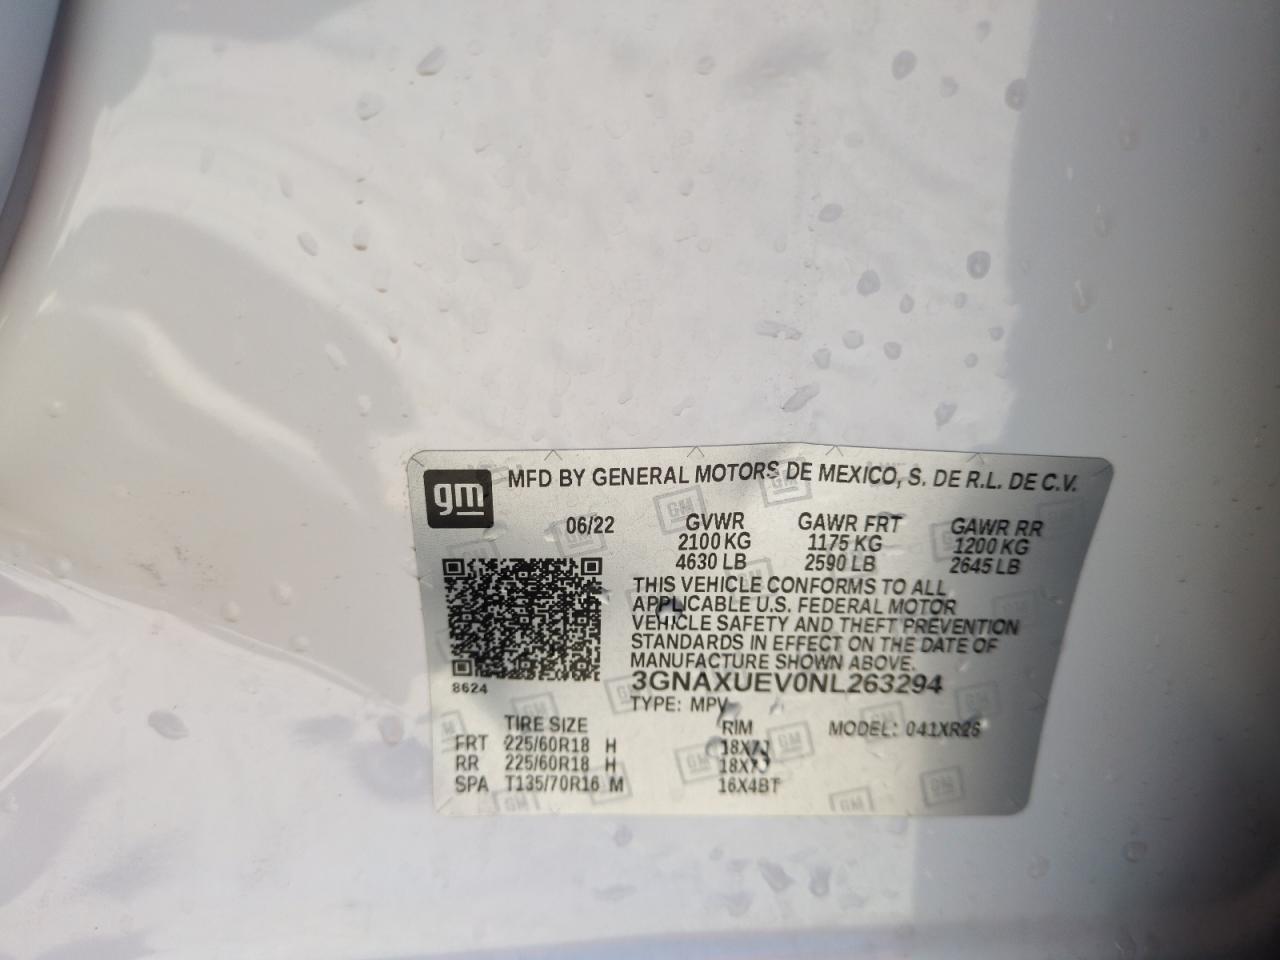 gm MFD BY GENERAL MOTORS DE MEXICO, S. DE R.L. DE C.V.
06/22 GVWR GAWR FRT GAWR RR
2100 KG 1175 KG 1200 KG
4630 LB 2590 LB 2645 LB
THIS VEHICLE CONFORMS TO ALL
APPLICABLE U.S. FEDERAL MOTOR
VEHICLE SAFETY AND THEFT PREVENTION
STANDARDS IN EFFECT ON THE DATE OF
MANUFACTURE SHOWN ABOVE.
8624
3GNAXUEV0NL263294
TYPE: MPV
TIRE SIZE RIM MODEL: 041XR26
FRT 225/60R18 H 18X7J
RR 225/60R18 H 18X7J
SPA T135/70R16 M 16X4BT